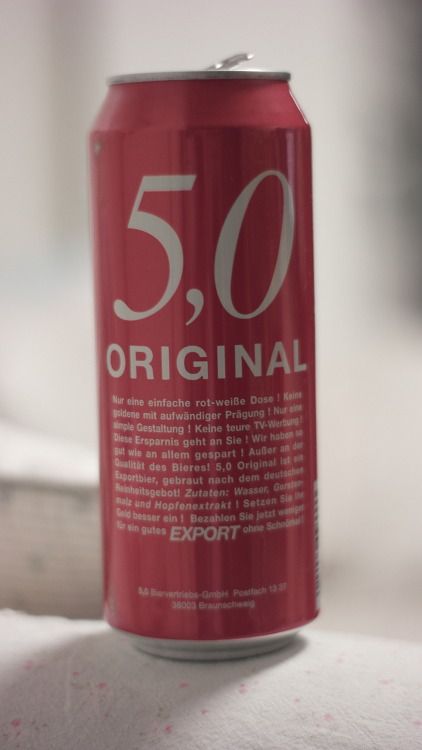 5,0
ORIGINAL
Nur eine einfache rot-weiße Dose ! Keine
goldene mit aufwändiger Prägung ! Nur eine
simple Gestaltung ! Keine teure TV-Werbung !
Diese Ersparnis geht an Sie ! Wir haben so
gut wie an allem gespart ! Außer an der
Qualität des Bieres! 5,0 Original ist ein
Exportbier, gebraut nach dem deutschen
Reinheitsgebot! Zutaten: Wasser, Gersten-
malz und Hopfenextrakt ! Setzen Sie Ihr
Geld besser ein ! Bezahlen Sie jetzt weniger
für ein gutes EXPORT ohne Schnörkel !
5,0 Biervertriebs-GmbH Postfach 13 37
38003 Braunschweig